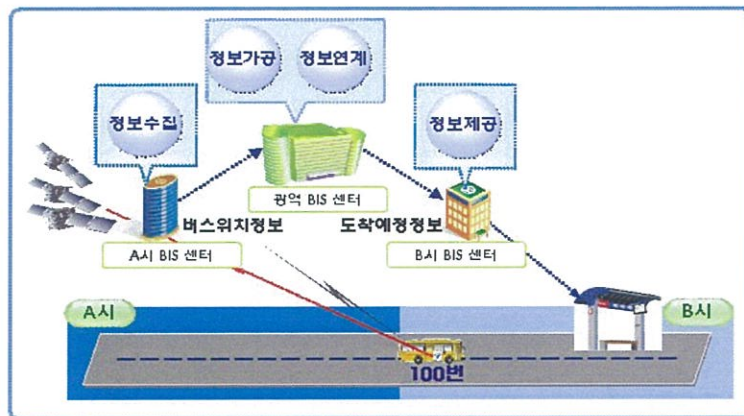 정보가공
정보연계
정보수집
정보제공
광역 BIS 센터
버스위치정보
도착예정정보
A시 BIS 센터
B시 BIS 센터
A시
B시
100번